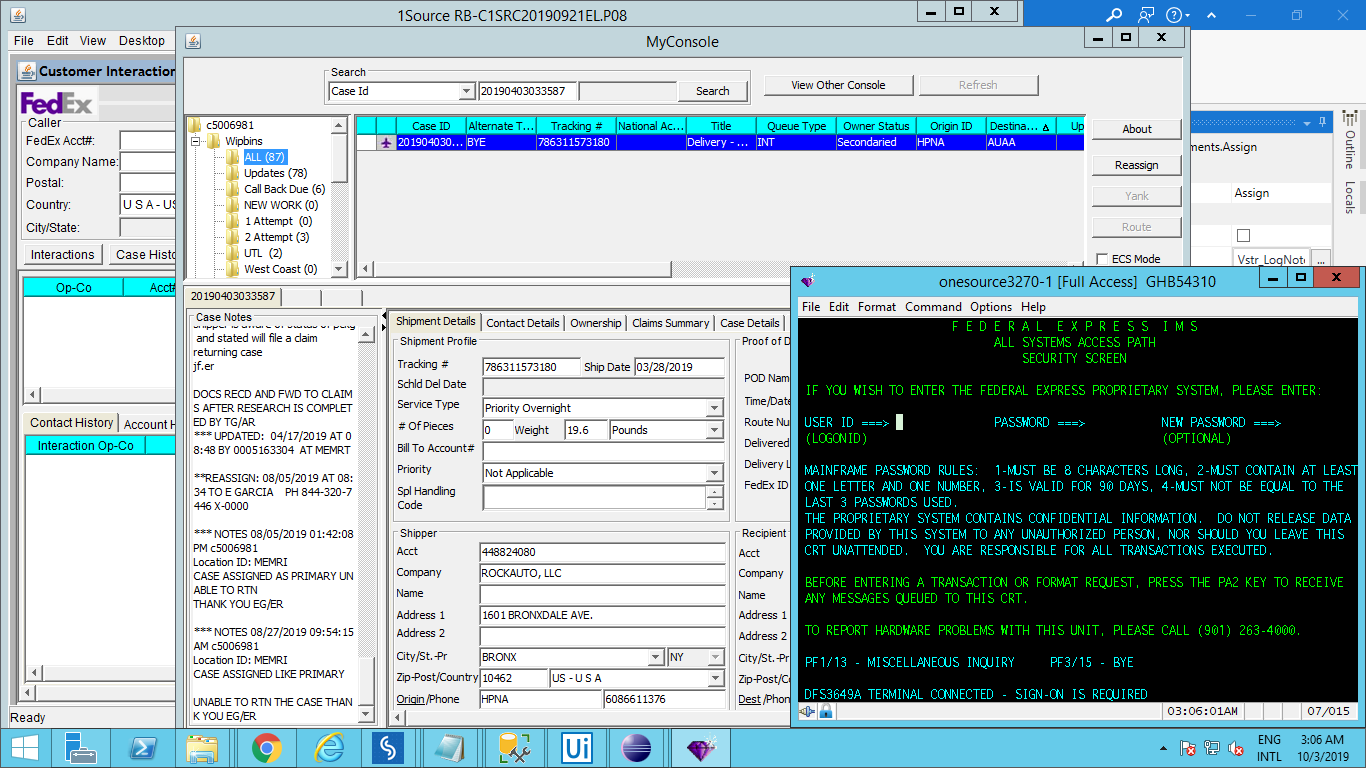 1Source RB-C1SRC20190921EL.P08
File Edit View Desktop
Customer Interaction
FedEx
Caller
FedEx Acct#:
Company Name:
Postal:
Country: U S A - US
City/State:
Interactions Case Histo
Op-Co Acct#
Contact History Account H
Interaction Op-Co
Ready
MyConsole
Search
Case Id 20190403033587 Search
View Other Console Refresh
c5006981
Wipbins
ALL (87)
Updates (78)
Call Back Due (6)
NEW WORK (0)
1 Attempt (0)
2 Attempt (3)
UTL (2)
West Coast (0)
Case ID Alternate T... Tracking # National Ac... Title Queue Type Owner Status Origin ID Destina... Up
201904030... BYE 786311573180 Delivery - ... INT Secondaried HPNA AUAA
About
Reassign
Yank
Route
ECS Mode
20190403033587
Case Notes
and stated will file a claim
returning case
jf.er
DOCS RECD AND FWD TO CLAIM
S AFTER RESEARCH IS COMPLET
ED BY TG/AR
*** UPDATED: 04/17/2019 AT 0
8:48 BY 0005163304 AT MEMRT
**REASSIGN: 08/05/2019 AT 08:
34 TO E GARCIA PH 844-320-7
446 X-0000
*** NOTES 08/05/2019 01:42:08
PM c5006981
Location ID: MEMRI
CASE ASSIGNED AS PRIMARY UN
ABLE TO RTN
THANK YOU EG/ER
*** NOTES 08/27/2019 09:54:15
AM c5006981
Location ID: MEMRI
CASE ASSIGNED LIKE PRIMARY
UNABLE TO RTN THE CASE THAN
K YOU EG/ER
Shipment Details Contact Details Ownership Claims Summary Case Details
Shipment Profile
Tracking # 786311573180 Ship Date 03/28/2019
Schld Del Date
Service Type Priority Overnight
# Of Pieces 0 Weight 19.6 Pounds
Bill To Account#
Priority Not Applicable
Spl Handling
Code
Shipper
Acct 448824080
Company ROCKAUTO, LLC
Name
Address 1 1601 BRONXDALE AVE.
Address 2
City/St.-Pr BRONX NY
Zip-Post/Country 10462 US - U S A
Origin/Phone HPNA 6086611376
Proof of D
POD Nam
Time/Date
Route Nu
Delivered
Delivery L
FedEx ID
Recipient
Acct
Company
Name
Address 1
Address 2
City/St.-Pr
Zip-Post/C
Dest /Phon
ments.Assign
Assign
Vstr_LogNote ...
Outline
Locals
onesource3270-1 [Full Access] GHB54310
File Edit Format Command Options Help
F E D E R A L E X P R E S S I M S
ALL SYSTEMS ACCESS PATH
SECURITY SCREEN
IF YOU WISH TO ENTER THE FEDERAL EXPRESS PROPRIETARY SYSTEM, PLEASE ENTER:
USER ID ===> PASSWORD ===> NEW PASSWORD ===>
(LOGONID) (OPTIONAL)
MAINFRAME PASSWORD RULES: 1-MUST BE 8 CHARACTERS LONG, 2-MUST CONTAIN AT LEAST
ONE LETTER AND ONE NUMBER, 3-IS VALID FOR 90 DAYS, 4-MUST NOT BE EQUAL TO THE
LAST 3 PASSWORDS USED.
THE PROPRIETARY SYSTEM CONTAINS CONFIDENTIAL INFORMATION. DO NOT RELEASE DATA
PROVIDED BY THIS SYSTEM TO ANY UNAUTHORIZED PERSON, NOR SHOULD YOU LEAVE THIS
CRT UNATTENDED. YOU ARE RESPONSIBLE FOR ALL TRANSACTIONS EXECUTED.
BEFORE ENTERING A TRANSACTION OR FORMAT REQUEST, PRESS THE PA2 KEY TO RECEIVE
ANY MESSAGES QUEUED TO THIS CRT.
TO REPORT HARDWARE PROBLEMS WITH THIS UNIT, PLEASE CALL (901) 263-4000.
PF1/13 - MISCELLANEOUS INQUIRY PF3/15 - BYE
DFS3649A TERMINAL CONNECTED - SIGN-ON IS REQUIRED
03:06:01AM 07/015
Ui
ENG 3:06 AM
INTL 10/3/2019